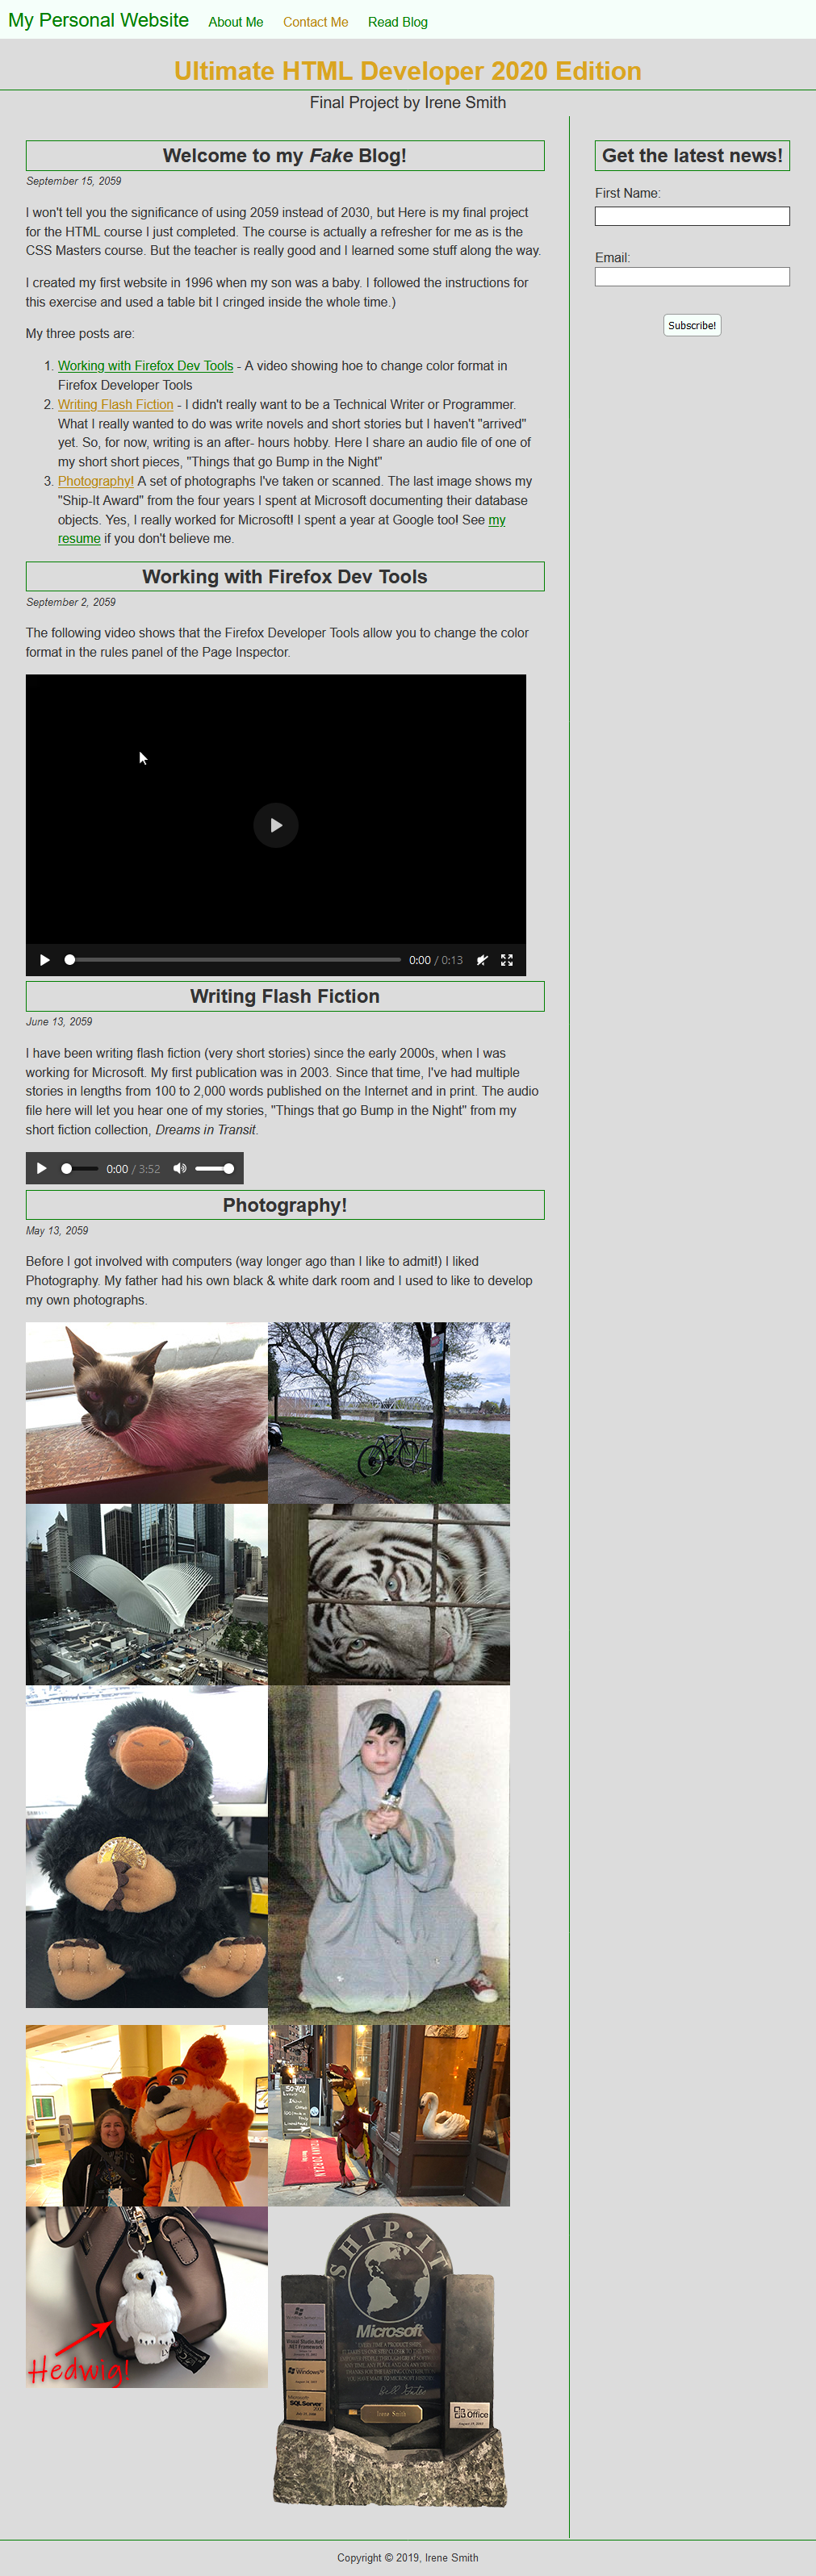 My Personal Website About Me Contact Me Read Blog
Ultimate HTML Developer 2020 Edition
Final Project by Irene Smith
Welcome to my Fake Blog!
September 15, 2059
I won't tell you the significance of using 2059 instead of 2030, but Here is my final project
for the HTML course I just completed. The course is actually a refresher for me as is the
CSS Masters course. But the teacher is really good and I learned some stuff along the way.
I created my first website in 1996 when my son was a baby. I followed the instructions for
this exercise and used a table bit I cringed inside the whole time.)
My three posts are:
1. Working with Firefox Dev Tools - A video showing hoe to change color format in
Firefox Developer Tools
2. Writing Flash Fiction - I didn't really want to be a Technical Writer or Programmer.
What I really wanted to do was write novels and short stories but I haven't "arrived"
yet. So, for now, writing is an after- hours hobby. Here I share an audio file of one of
my short short pieces, "Things that go Bump in the Night"
3. Photography! A set of photographs I've taken or scanned. The last image shows my
"Ship-It Award" from the four years I spent at Microsoft documenting their database
objects. Yes, I really worked for Microsoft! I spent a year at Google too! See my
resume if you don't believe me.
Working with Firefox Dev Tools
September 2, 2059
The following video shows that the Firefox Developer Tools allow you to change the color
format in the rules panel of the Page Inspector.
0:00 / 0:13
Writing Flash Fiction
June 13, 2059
I have been writing flash fiction (very short stories) since the early 2000s, when I was
working for Microsoft. My first publication was in 2003. Since that time, I've had multiple
stories in lengths from 100 to 2,000 words published on the Internet and in print. The audio
file here will let you hear one of my stories, "Things that go Bump in the Night" from my
short fiction collection, Dreams in Transit.
0:00 / 3:52
Photography!
May 13, 2059
Before I got involved with computers (way longer ago than I like to admit!) I liked
Photography. My father had his own black & white dark room and I used to like to develop
my own photographs.
50-70%
Hedwig!
SHIP·IT
Microsoft
Visual Studio.Net
.NET Framework
Windows
Microsoft
SQLServer
Irene Smith
Office
Get the latest news!
First Name:
Email:
Subscribe!
Copyright © 2019, Irene Smith